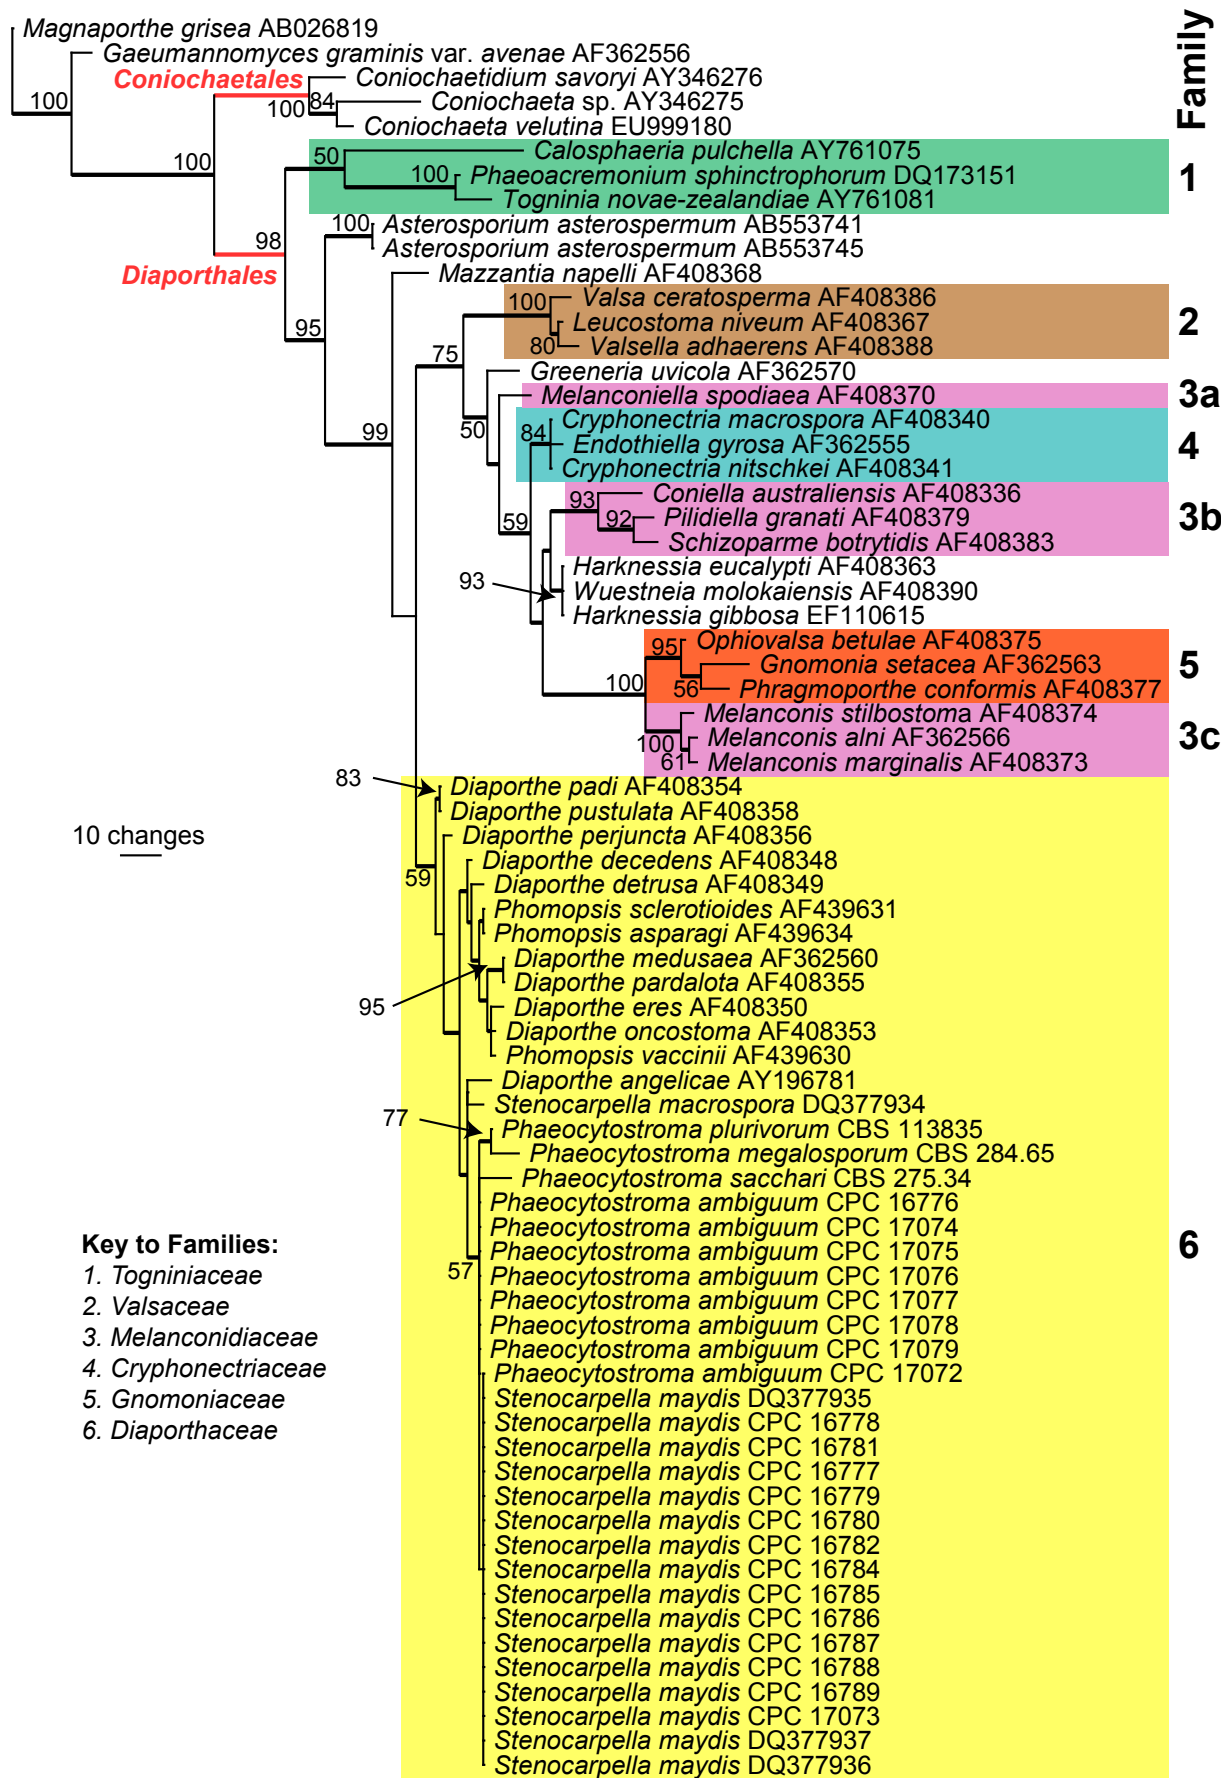 Family
Magnaporthe grisea AB026819
Gaeumannomyces graminis var. avenae AF362556
Coniochaetales
Coniochaetidium savoryi AY346276
100
84
Coniochaeta sp. AY346275
100
Coniochaeta velutina EU999180
100
50
Calosphaeria pulchella AY761075
100
Phaeoacremonium sphinctrophorum DQ173151
1
Togninia novae-zealandiae AY761081
98
100
Asterosporium asterospermum AB553741
Asterosporium asterospermum AB553745
Diaporthales
Mazzantia napelli AF408368
100
Valsa ceratosperma AF408386
95
Leucostoma niveum AF408367
2
75
80
Valsella adhaerens AF408388
Greneria uvicola AF362570
Melanconiella spodiaea AF408370
3a
50
Cryphonectria macrospora AF408340
99
84
Endothiella gyrosa AF362555
4
Cryphonectria nitschkei AF408341
93
Coniella australiensis AF408336
59
92
Pilidiella granati AF408379
3b
Schizoparme botrytidis AF408383
Harknessia eucalypti AF408363
93
Wuestneia molokaiensis AF408390
Harknessia gibbosa EF110615
95
Ophiovalsa betulae AF408375
Gnomonia setacea AF362563
5
100
56
Phragmoporthe conformis AF408377
Melanconis stilbostoma AF408374
100
Melanconis alni AF362566
3c
61
Melanconis marginalis AF408373
83
Diaporthe padi AF408354
Diaporthe pustulata AF408358
10 changes
Diaporthe perjuncta AF408356
Diaporthe decedens AF408348
59
Diaporthe detrusa AF408349
Phomopsis sclerotioides AF439631
Phomopsis asparagi AF439634
Diaporthe medusaea AF362560
Diaporthe pardalota AF408355
95
Diaporthe eres AF408350
Diaporthe oncostoma AF408353
Phomopsis vaccinii AF439630
Diaporthe angelicae AY196781
Stenocarpella macrospora DQ377934
77
Phaeocytostroma plurivorum CBS 113835
Phaeocytostroma megalosporum CBS 284.65
Phaeocytostroma sacchari CBS 275.34
Phaeocytostroma ambiguum CPC 16776
Phaeocytostroma ambiguum CPC 17074
Phaeocytostroma ambiguum CPC 17075
6
57
Phaeocytostroma ambiguum CPC 17076
Phaeocytostroma ambiguum CPC 17077
Phaeocytostroma ambiguum CPC 17078
Phaeocytostroma ambiguum CPC 17079
Phaeocytostroma ambiguum CPC 17072
Stenocarpella maydis DQ377935
Stenocarpella maydis CPC 16778
Stenocarpella maydis CPC 16781
Stenocarpella maydis CPC 16777
Stenocarpella maydis CPC 16779
Stenocarpella maydis CPC 16780
Stenocarpella maydis CPC 16782
Stenocarpella maydis CPC 16784
Stenocarpella maydis CPC 16785
Stenocarpella maydis CPC 16786
Stenocarpella maydis CPC 16787
Stenocarpella maydis CPC 16788
Stenocarpella maydis CPC 16789
Stenocarpella maydis CPC 17073
Stenocarpella maydis DQ377937
Stenocarpella maydis DQ377936
Key to Families:
1. Togniniaceae
2. Valsaceae
3. Melanconidiaceae
4. Cryphonectriaceae
5. Gnomoniaceae
6. Diaporthaceae